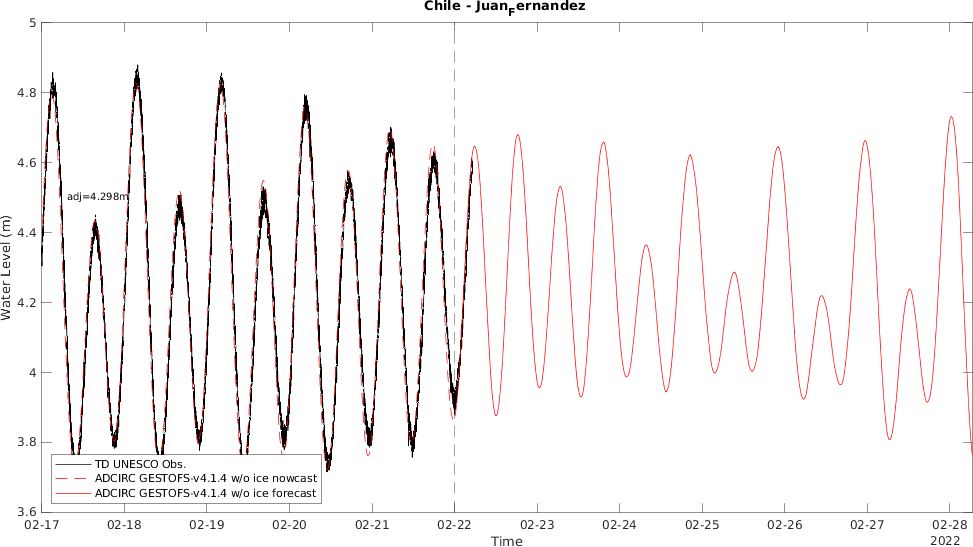 Chile - JuanFernandez
5
4.8
4.6
adj=4.298m
4.4
Water Level (m)
4.2
4
3.8
TD UNESCO Obs.
ADCIRC GESTOFS-v4.1.4 w/o ice nowcast
ADCIRC GESTOFS-v4.1.4 w/o ice forecast
3.6
02-17 02-18 02-19 02-20 02-21 02-22 02-23 02-24 02-25 02-26 02-27 02-28
Time 2022